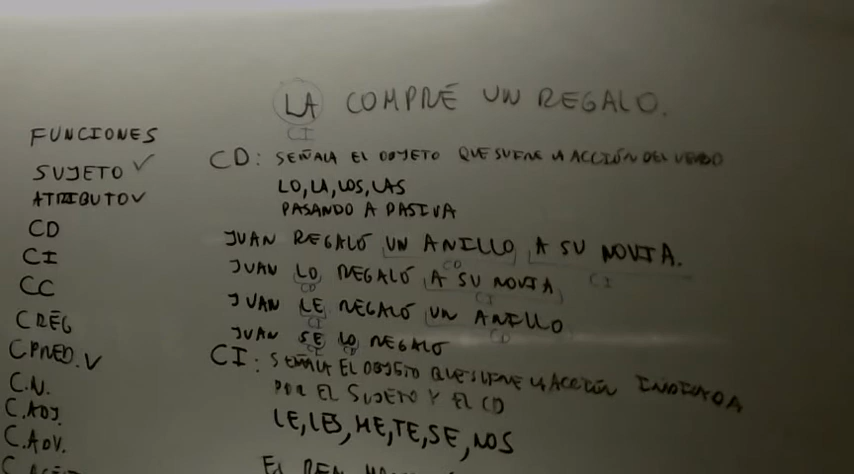 LA COMPRÉ UN REGALO.
CI
FUNCIONES
SUJETO ✓
ATRIBUTO ✓
CD
CI
CC
C REG
C PRED. ✓
C.N.
C. ADJ.
C. ADV.
CD: SEÑALA EL OBJETO QUE SUFRE LA ACCIÓN DEL VERBO
LO, LA, LOS, LAS
PASANDO A PASIVA
JUAN REGALÓ UN ANILLO A SU NOVIA.
CD CI
JUAN LO REGALÓ A SU NOVIA
CD CI
JUAN LE REGALÓ UN ANILLO
CI CD
JUAN SE LO REGALÓ
CI CD
CI: SEÑALA EL OBJETO QUE SUFRE LA ACCIÓN INDICADA
POR EL SUJETO Y EL CD
LE, LES, ME, TE, SE, NOS